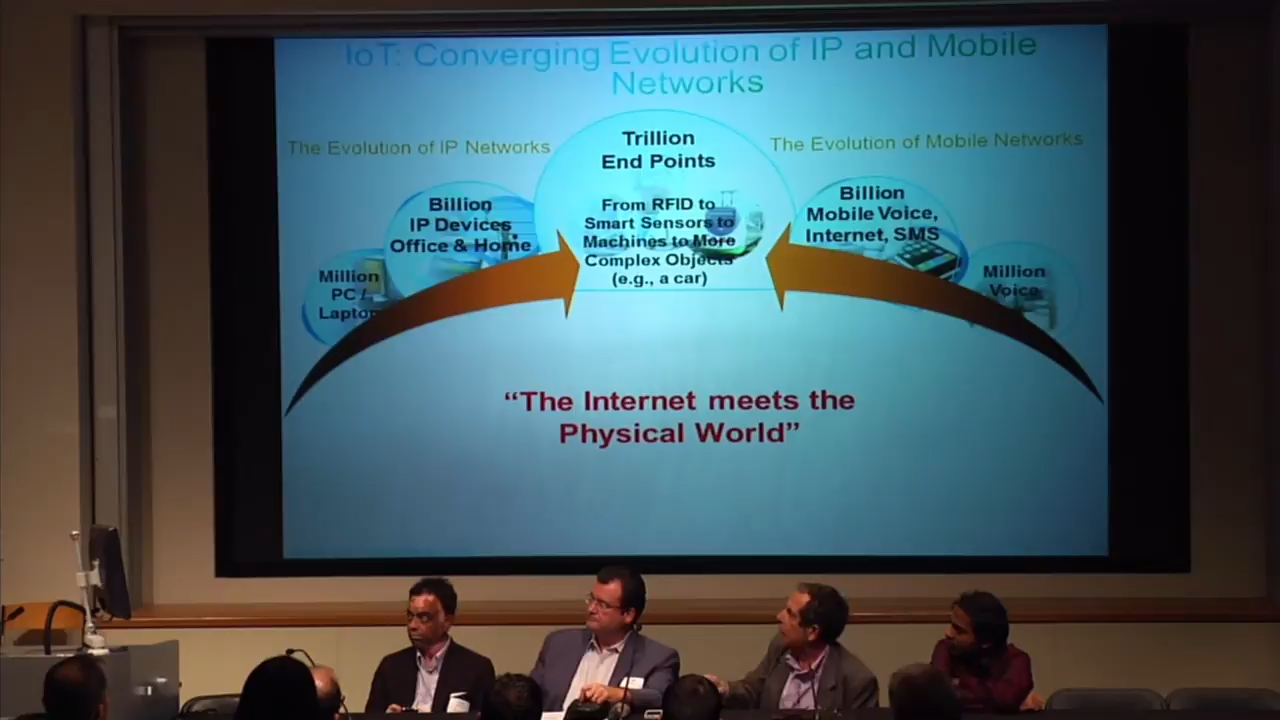 IoT: Converging Evolution of IP and Mobile
Networks
The Evolution of IP Networks
The Evolution of Mobile Networks
Trillion
End Points
From RFID to
Smart Sensors to
Machines to More
Complex Objects
(e.g., a car)
Billion
IP Devices
Office & Home
Million
PC /
Laptop
Billion
Mobile Voice,
Internet, SMS
Million
Voice
“The Internet meets the
Physical World”